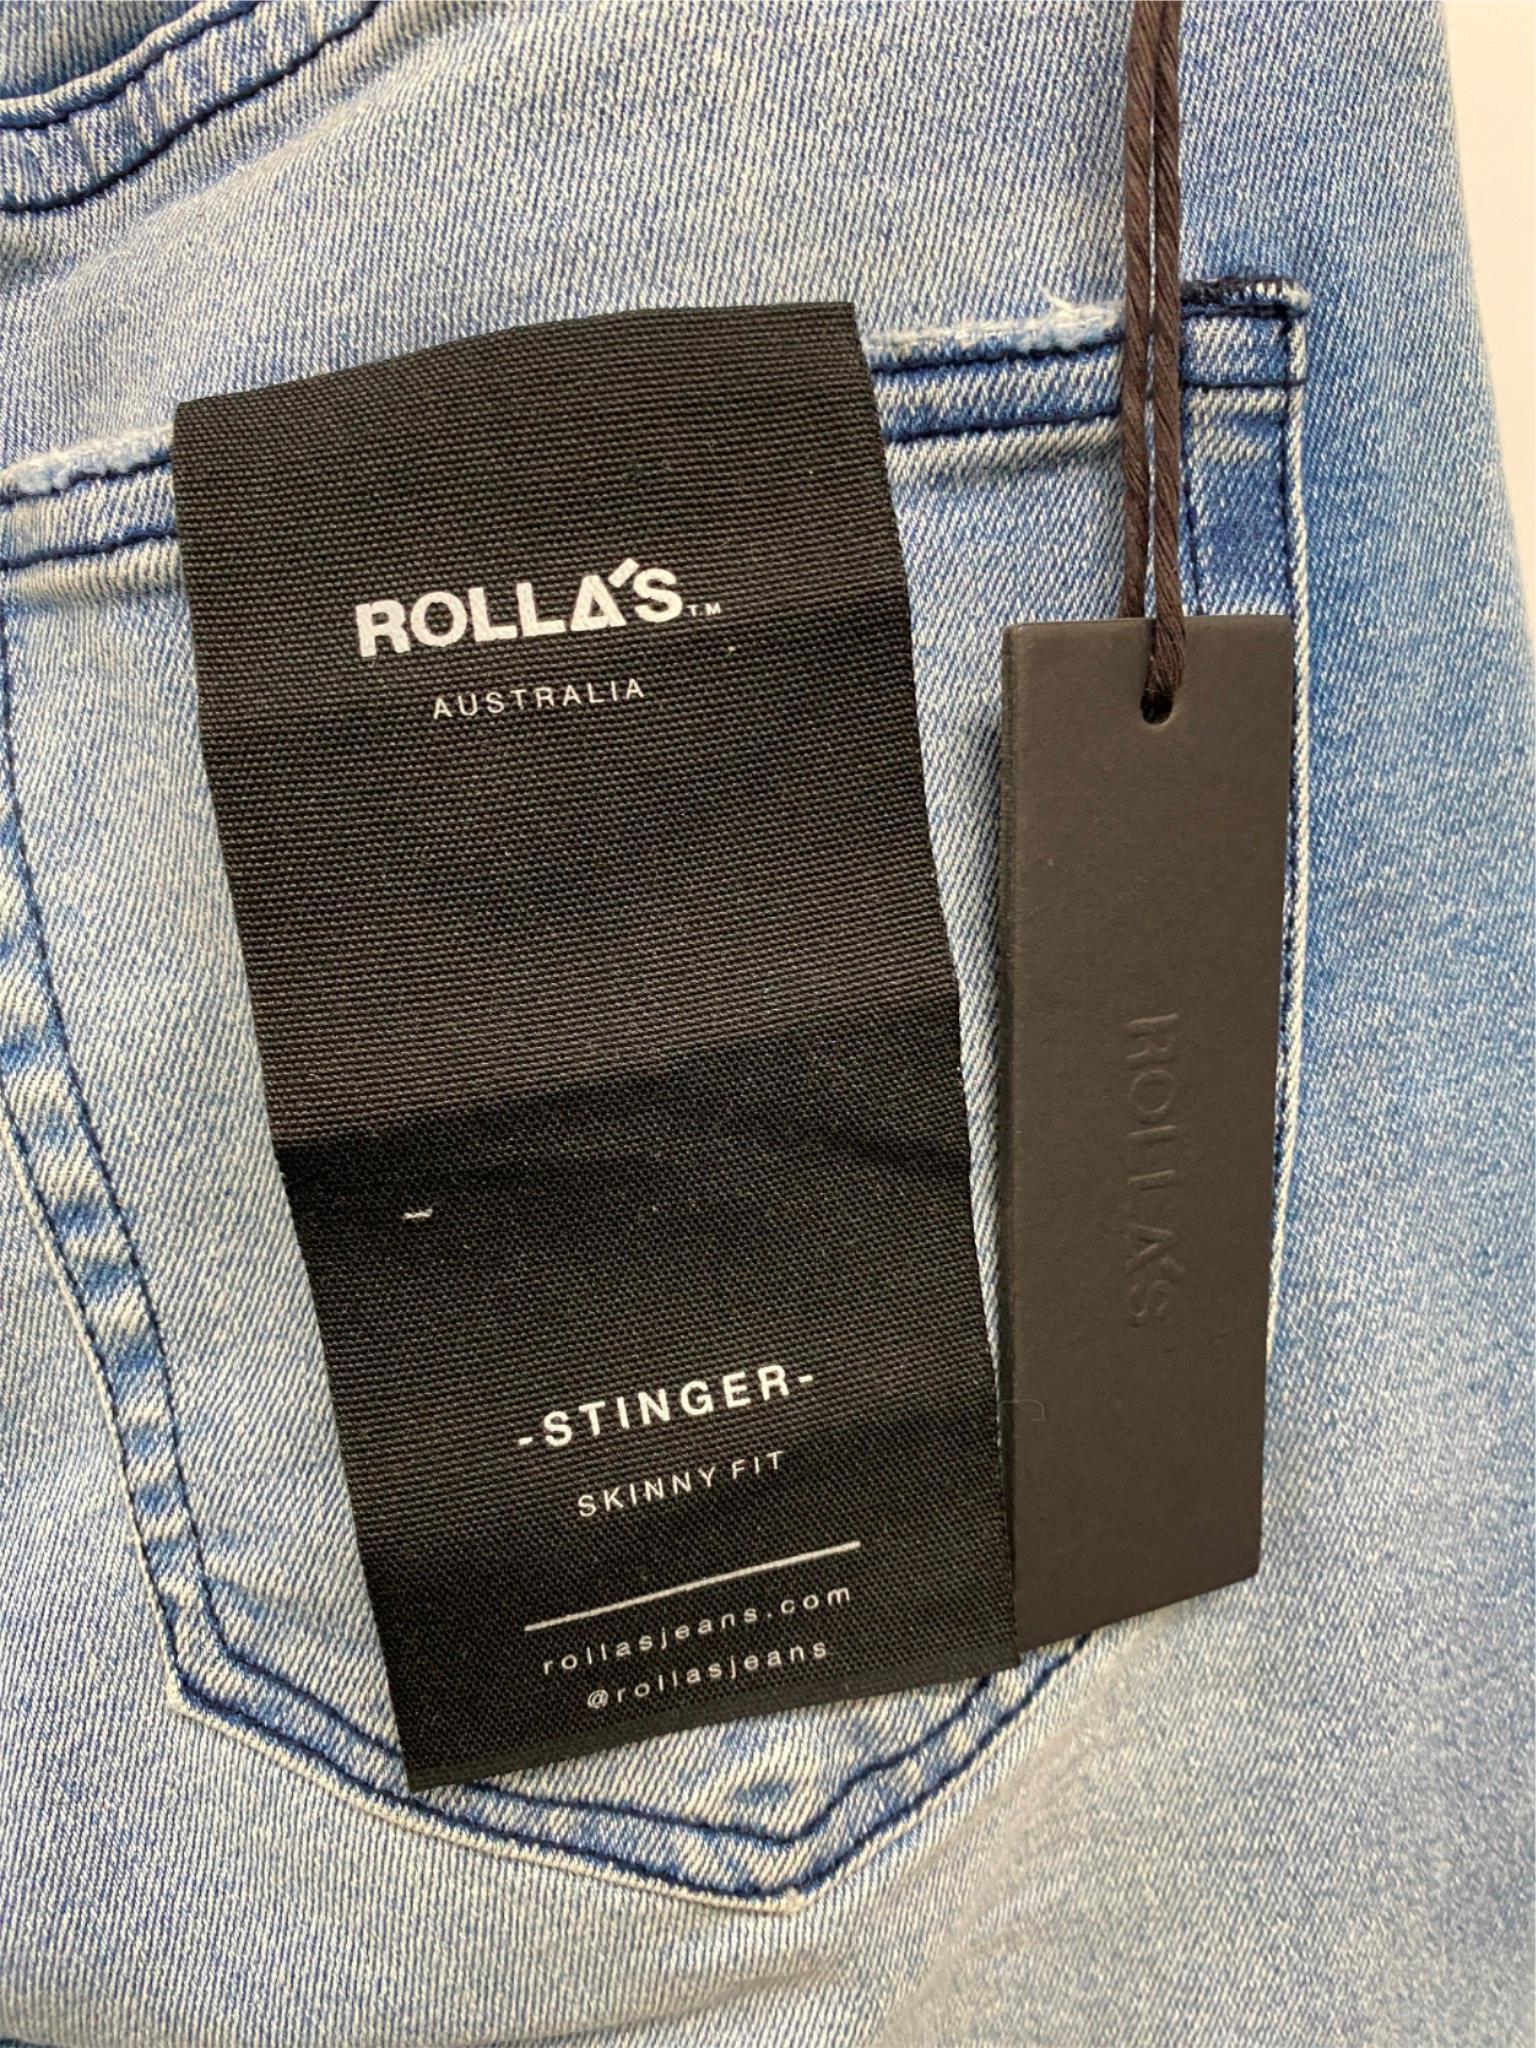 ROLLA'S™
AUSTRALIA
-STINGER-
SKINNY FIT
rollasjeans.com
@rollasjeans
ROLLA'S